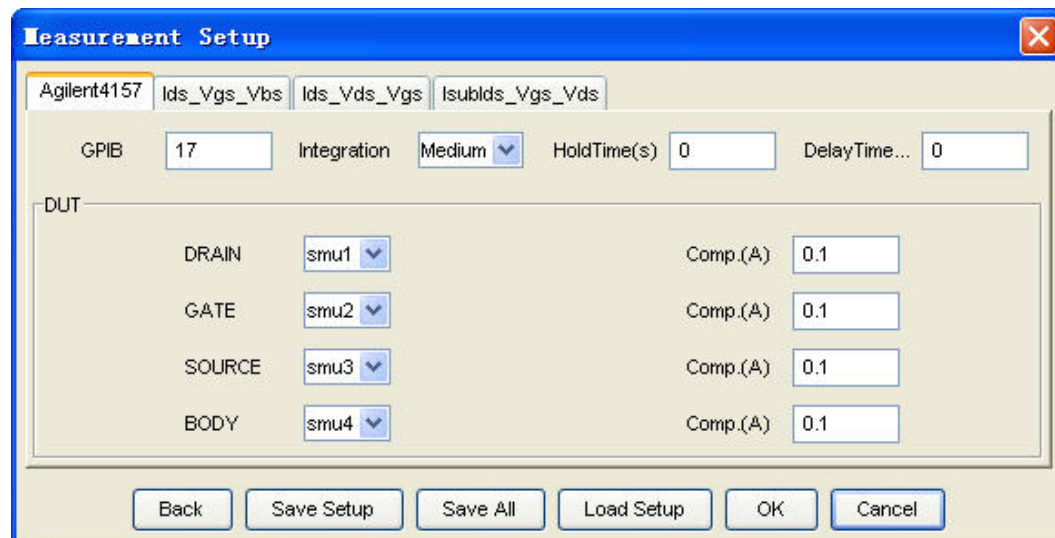 Measurement Setup
Agilent4157 Ids_Vgs_Vbs Ids_Vds_Vgs IsubIds_Vgs_Vds
GPIB 17 Integration Medium HoldTime(s) 0 DelayTime... 0
DUT
DRAIN smu1 Comp.(A) 0.1
GATE smu2 Comp.(A) 0.1
SOURCE smu3 Comp.(A) 0.1
BODY smu4 Comp.(A) 0.1
Back Save Setup Save All Load Setup OK Cancel